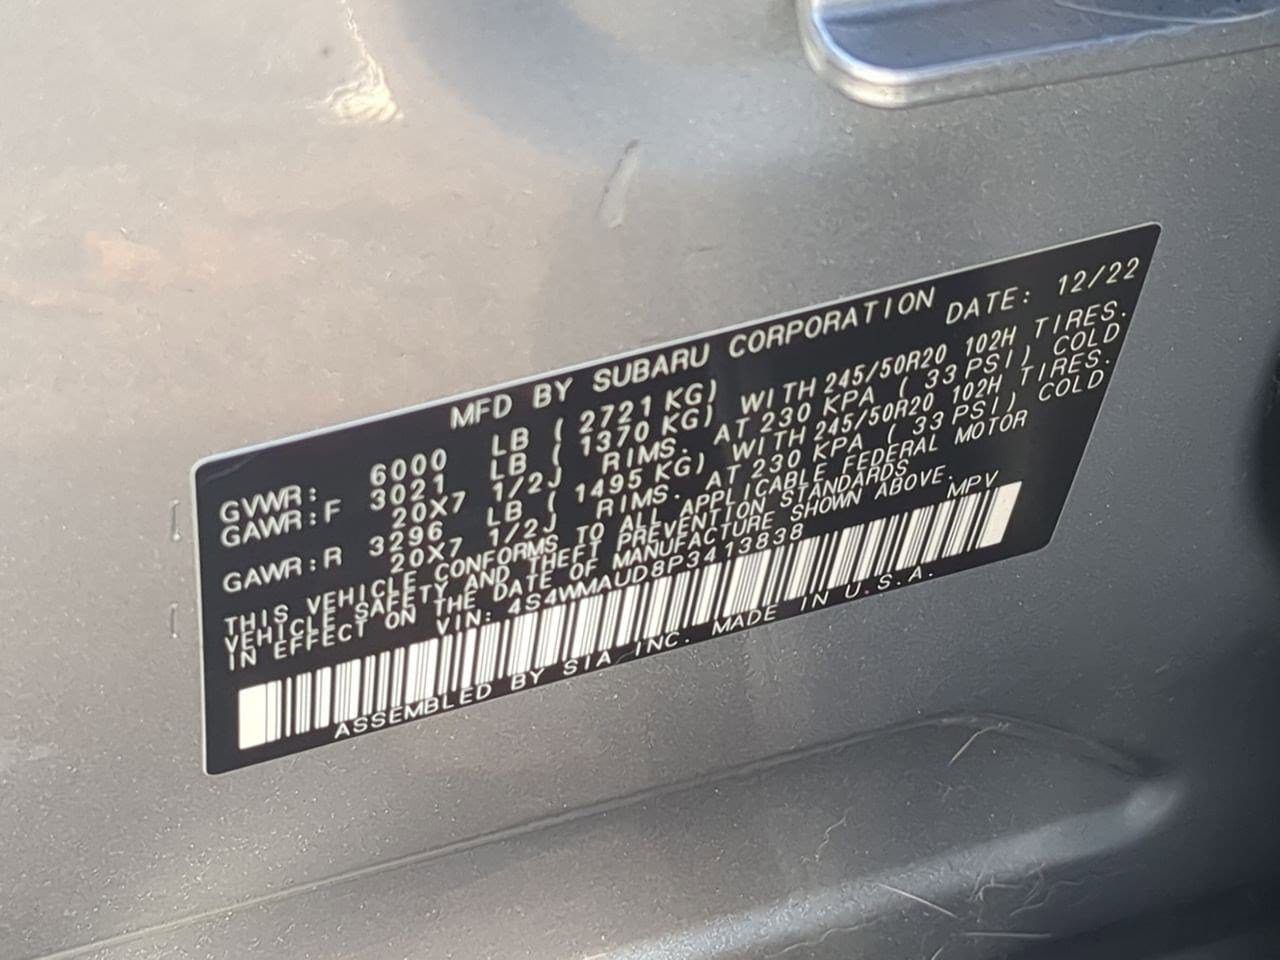 MFD BY SUBARU CORPORATION DATE: 12/22
GVWR: 6000 LB ( 2721 KG)
GAWR:F 3021 LB ( 1370 KG) WITH 245/50R20 102H TIRES.
20X7 1/2J RIMS. AT 230 KPA ( 33 PSI) COLD
GAWR:R 3296 LB ( 1495 KG) WITH 245/50R20 102H TIRES.
20X7 1/2J RIMS. AT 230 KPA ( 33 PSI) COLD
THIS VEHICLE CONFORMS TO ALL APPLICABLE FEDERAL MOTOR
VEHICLE SAFETY AND THEFT PREVENTION STANDARDS
IN EFFECT ON THE DATE OF MANUFACTURE SHOWN ABOVE.
VIN: 4S4WMAUD8P3413838 MPV
ASSEMBLED BY SIA INC. MADE IN U.S.A.